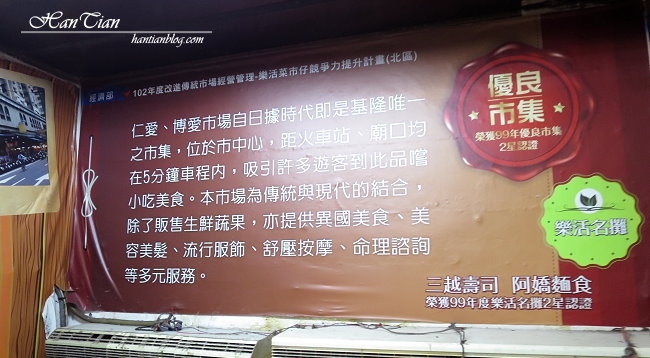 HanTian
hantianblog.com
經濟部
102年度改進傳統市場經營管理-樂活菜市仔競爭力提升計畫(北區)
仁愛、博愛市場自日據時代即是基隆唯一
之市集，位於市中心，距火車站、廟口均
在5分鐘車程內，吸引許多遊客到此品嚐
小吃美食。本市場為傳統與現代的結合，
除了販售生鮮蔬果，亦提供異國美食、美
容美髮、流行服飾、舒壓按摩、命理諮詢
等多元服務。
優良
市集
榮獲99年優良市集
2星認證
樂活名攤
三越壽司 阿嬌麵食
榮獲99年度樂活名攤2星認證